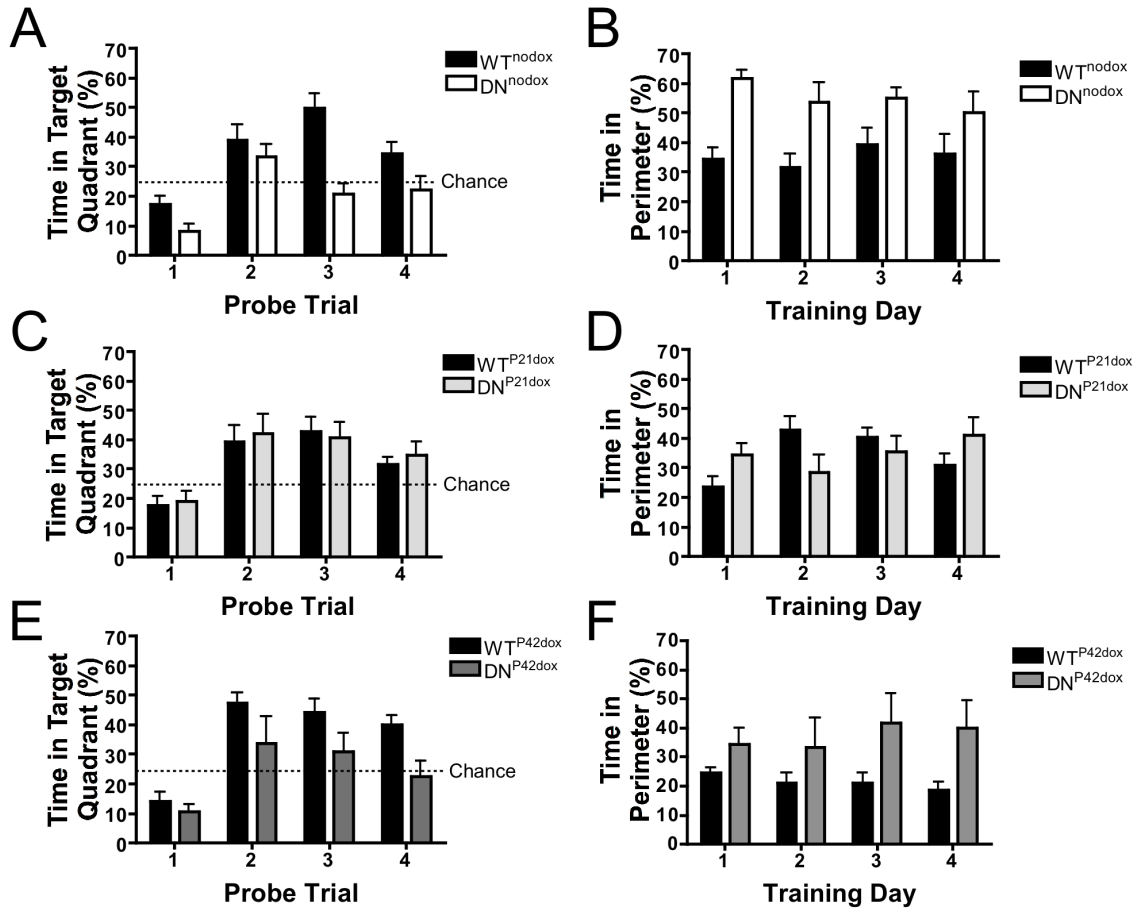 A
Time in Target
Quadrant (%)
70
60
50
40
30
20
10
0
WT^nodox
DN^nodox
Chance
1 2 3 4
Probe Trial
B
Time in
Perimeter (%)
70
60
50
40
30
20
10
0
WT^nodox
DN^nodox
1 2 3 4
Training Day
C
Time in Target
Quadrant (%)
70
60
50
40
30
20
10
0
WT^P21dox
DN^P21dox
Chance
1 2 3 4
Probe Trial
D
Time in
Perimeter (%)
70
60
50
40
30
20
10
0
WT^P21dox
DN^P21dox
1 2 3 4
Training Day
E
Time in Target
Quadrant (%)
70
60
50
40
30
20
10
0
WT^P42dox
DN^P42dox
Chance
1 2 3 4
Probe Trial
F
Time in
Perimeter (%)
70
60
50
40
30
20
10
0
WT^P42dox
DN^P42dox
1 2 3 4
Training Day